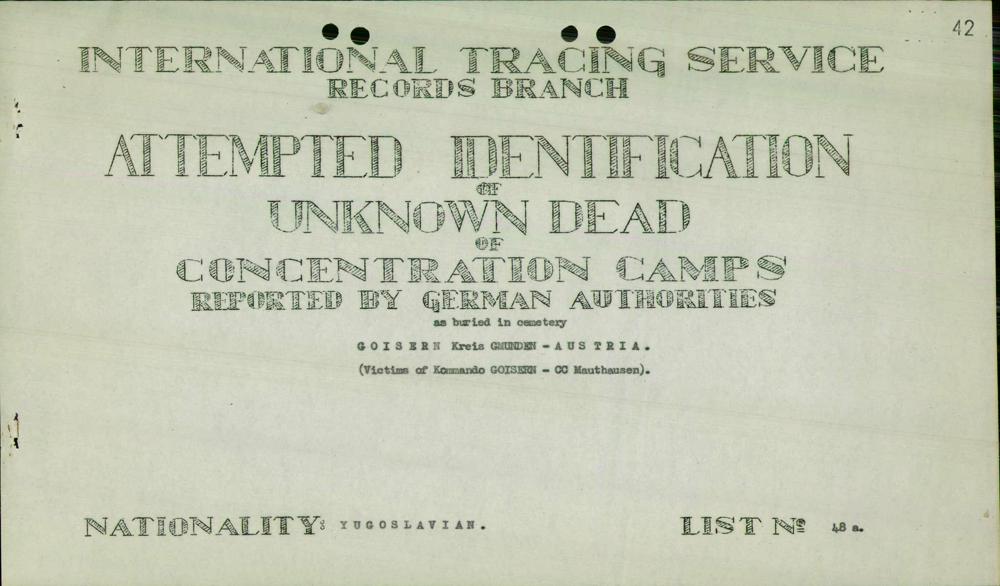 42
INTERNATIONAL TRACING SERVICE
RECORDS BRANCH
ATTEMPTED IDENTIFICATION
OF
UNKNOWN DEAD
OF
CONCENTRATION CAMPS
REPORTED BY GERMAN AUTHORITIES
as buried in cemetery
GOISERN Kreis GMUNDEN - AUSTRIA.
(Victims of Kommando GOISERN - CC Mauthausen).
NATIONALITY: YUGOSLAVIAN. LIST Nº 48 a.